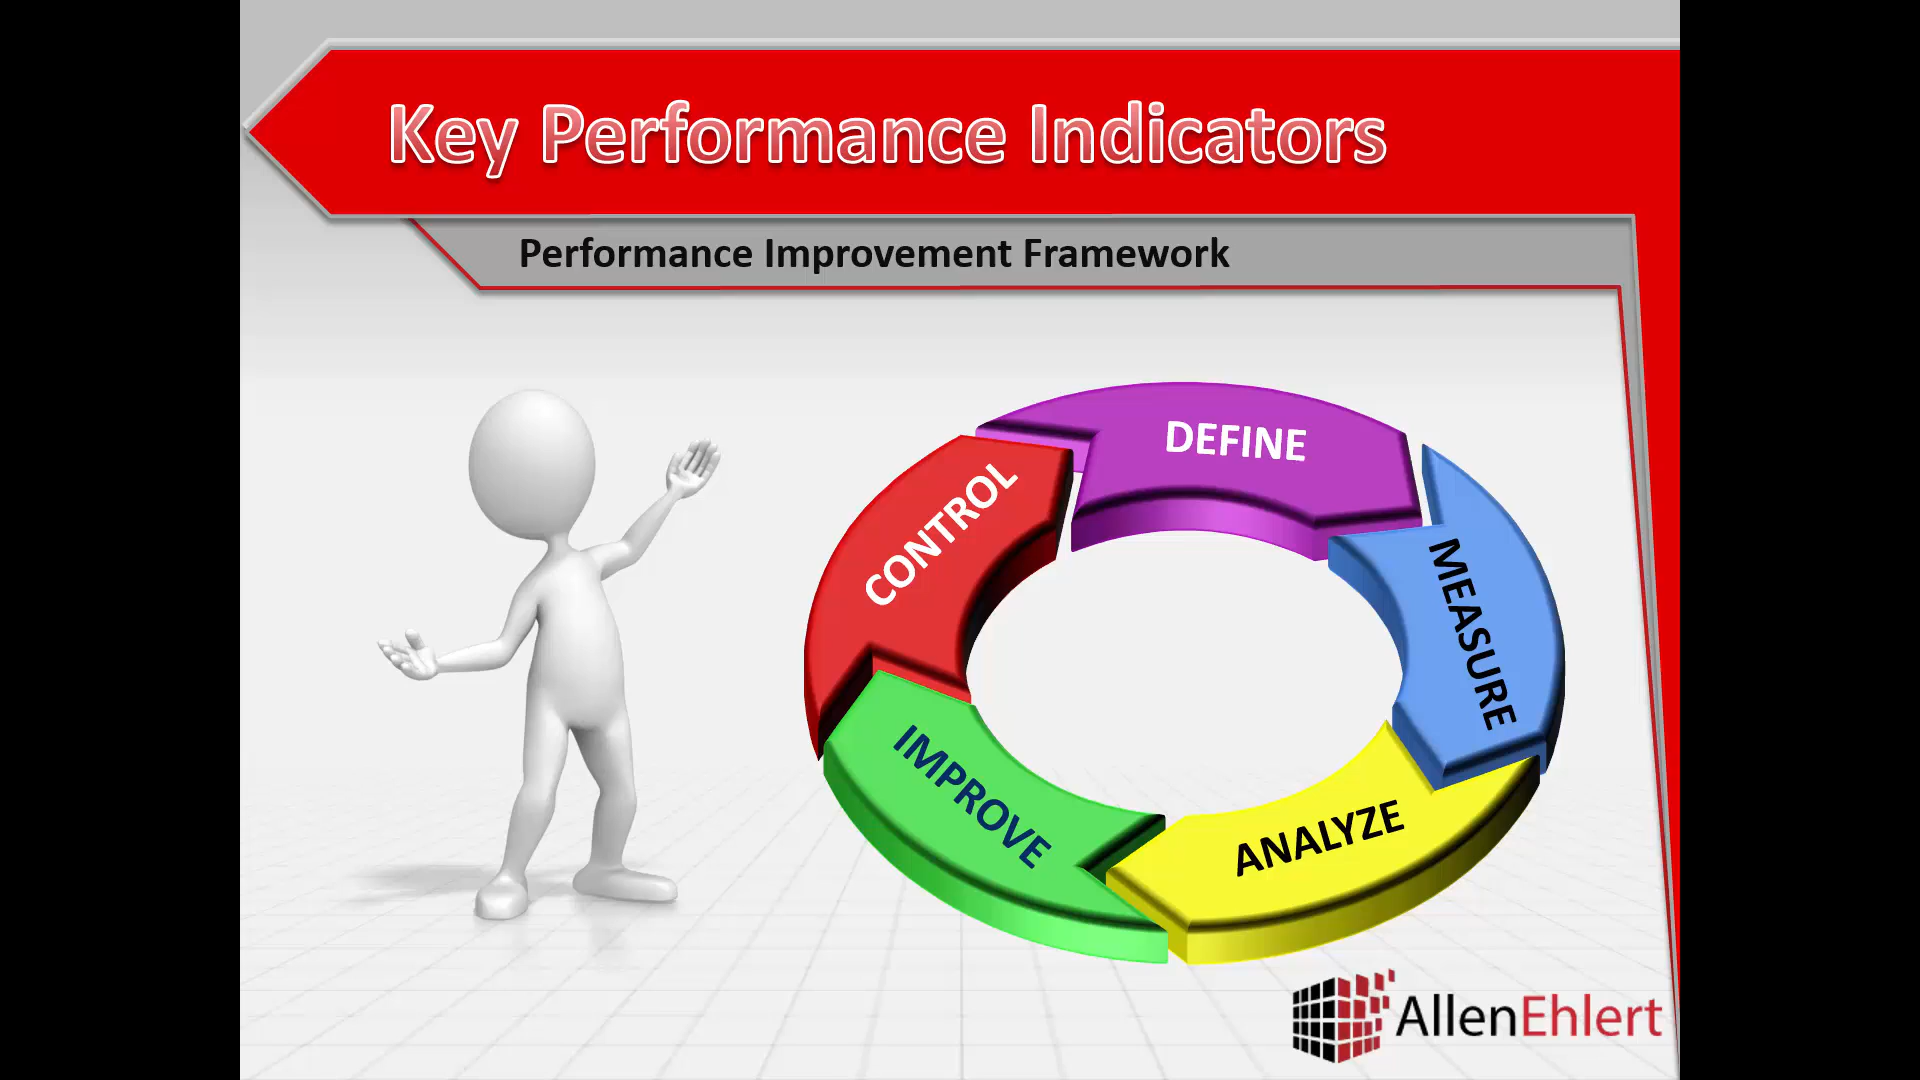 Key Performance Indicators
Performance Improvement Framework
DEFINE
MEASURE
ANALYZE
IMPROVE
CONTROL
AllenEhlert